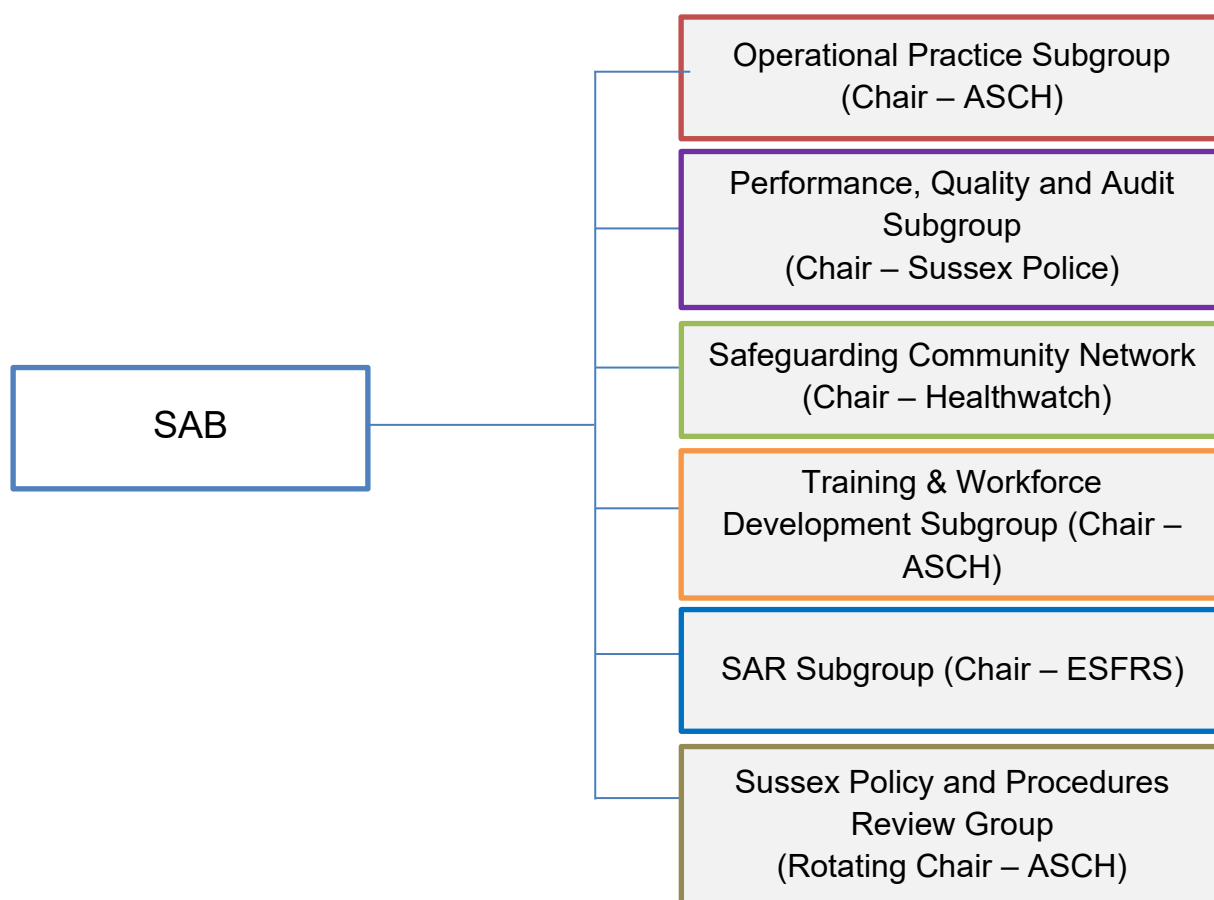 Operational Practice Subgroup
(Chair – ASCH)
Performance, Quality and Audit
Subgroup
(Chair – Sussex Police)
Safeguarding Community Network
(Chair – Healthwatch)
SAB
Training & Workforce
Development Subgroup (Chair –
ASCH)
SAR Subgroup (Chair – ESFRS)
Sussex Policy and Procedures
Review Group
(Rotating Chair – ASCH)